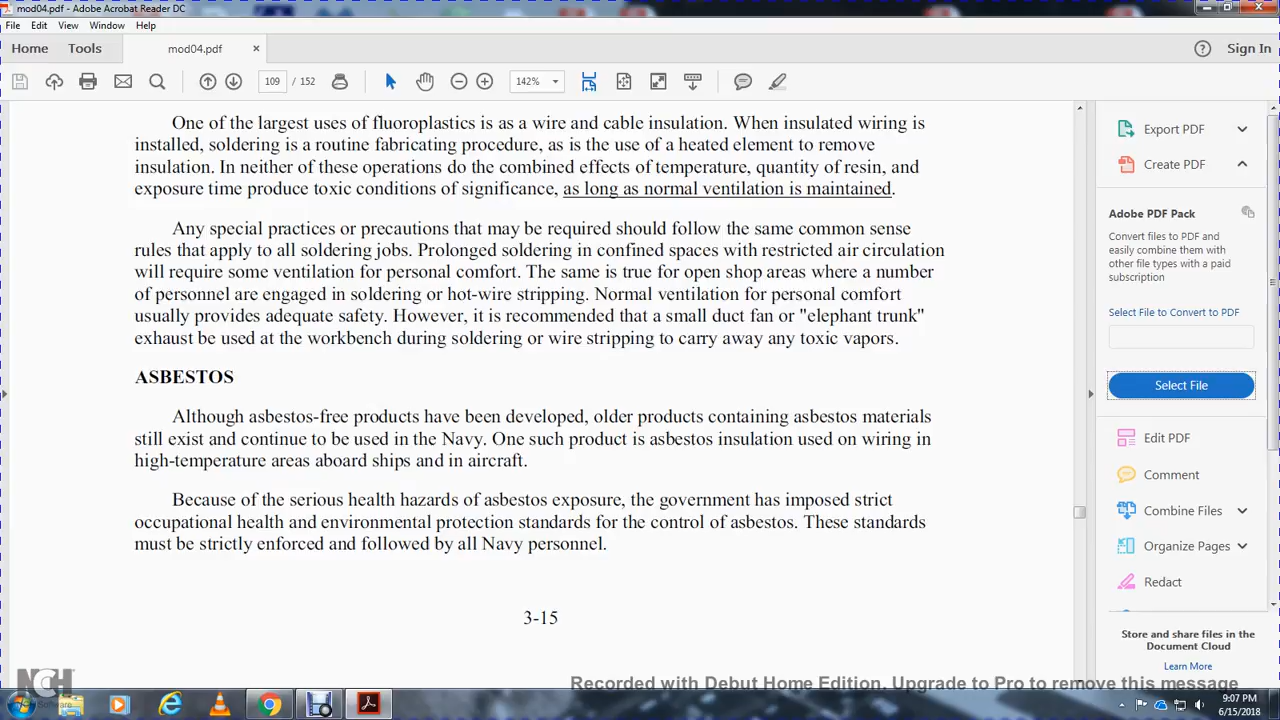 mod04.pdf - Adobe Acrobat Reader DC
File Edit View Window Help
Home Tools mod04.pdf × Sign In
109 / 152 142%
One of the largest uses of fluoroplastics is as a wire and cable insulation. When insulated wiring is
installed, soldering is a routine fabricating procedure, as is the use of a heated element to remove
insulation. In neither of these operations do the combined effects of temperature, quantity of resin, and
exposure time produce toxic conditions of significance, as long as normal ventilation is maintained.
Any special practices or precautions that may be required should follow the same common sense
rules that apply to all soldering jobs. Prolonged soldering in confined spaces with restricted air circulation
will require some ventilation for personal comfort. The same is true for open shop areas where a number
of personnel are engaged in soldering or hot-wire stripping. Normal ventilation for personal comfort
usually provides adequate safety. However, it is recommended that a small duct fan or "elephant trunk"
exhaust be used at the workbench during soldering or wire stripping to carry away any toxic vapors.
ASBESTOS
Although asbestos-free products have been developed, older products containing asbestos materials
still exist and continue to be used in the Navy. One such product is asbestos insulation used on wiring in
high-temperature areas aboard ships and in aircraft.
Because of the serious health hazards of asbestos exposure, the government has imposed strict
occupational health and environmental protection standards for the control of asbestos. These standards
must be strictly enforced and followed by all Navy personnel.
3-15
Export PDF
Create PDF
Adobe PDF Pack
Convert files to PDF and
easily combine them with
other file types with a paid
subscription
Select File to Convert to PDF
Select File
Edit PDF
Comment
Combine Files
Organize Pages
Redact
Store and share files in the
Document Cloud
Learn More
NCH
Software
Recorded with Debut Home Edition. Upgrade to Pro to remove this message
9:07 PM
6/15/2018